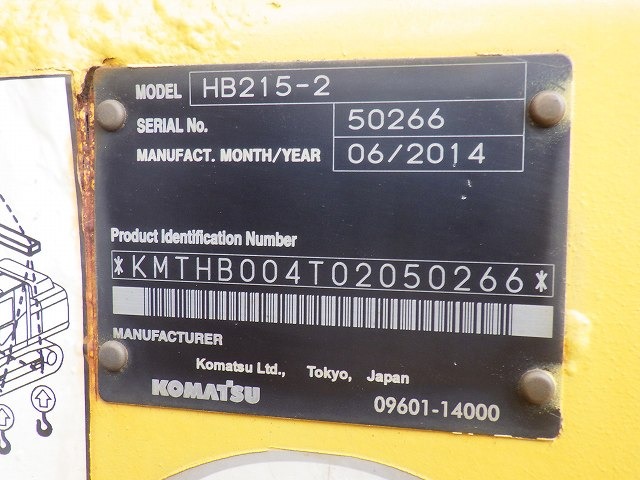 MODEL HB215-2
SERIAL No. 50266
MANUFACT. MONTH/YEAR 06/2014
Product Identification Number
*KMTHB004T02050266*
MANUFACTURER
Komatsu Ltd., Tokyo, Japan
KOMATSU 09601-14000